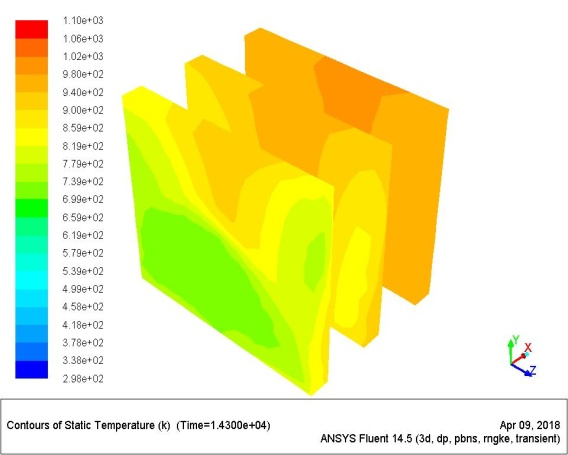 1.10e+03
1.06e+03
1.02e+03
9.80e+02
9.40e+02
9.00e+02
8.59e+02
8.19e+02
7.79e+02
7.39e+02
6.99e+02
6.59e+02
6.19e+02
5.79e+02
5.39e+02
4.99e+02
4.58e+02
4.18e+02
3.78e+02
3.38e+02
2.98e+02
Y
X
Z
Contours of Static Temperature (k) (Time=1.4300e+04)
Apr 09, 2018
ANSYS Fluent 14.5 (3d, dp, pbns, rngke, transient)